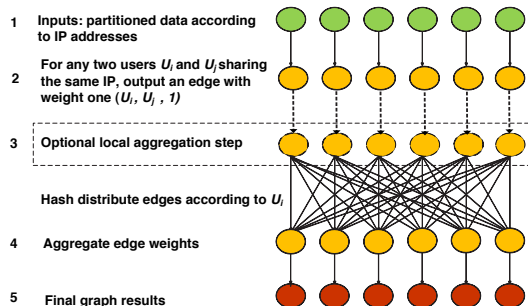 1 Inputs: partitioned data according
to IP addresses
For any two users Ui and Uj sharing
2 the same IP, output an edge with
weight one (Ui , Uj , 1)
3 Optional local aggregation step
Hash distribute edges according to Ui
4 Aggregate edge weights
5 Final graph results